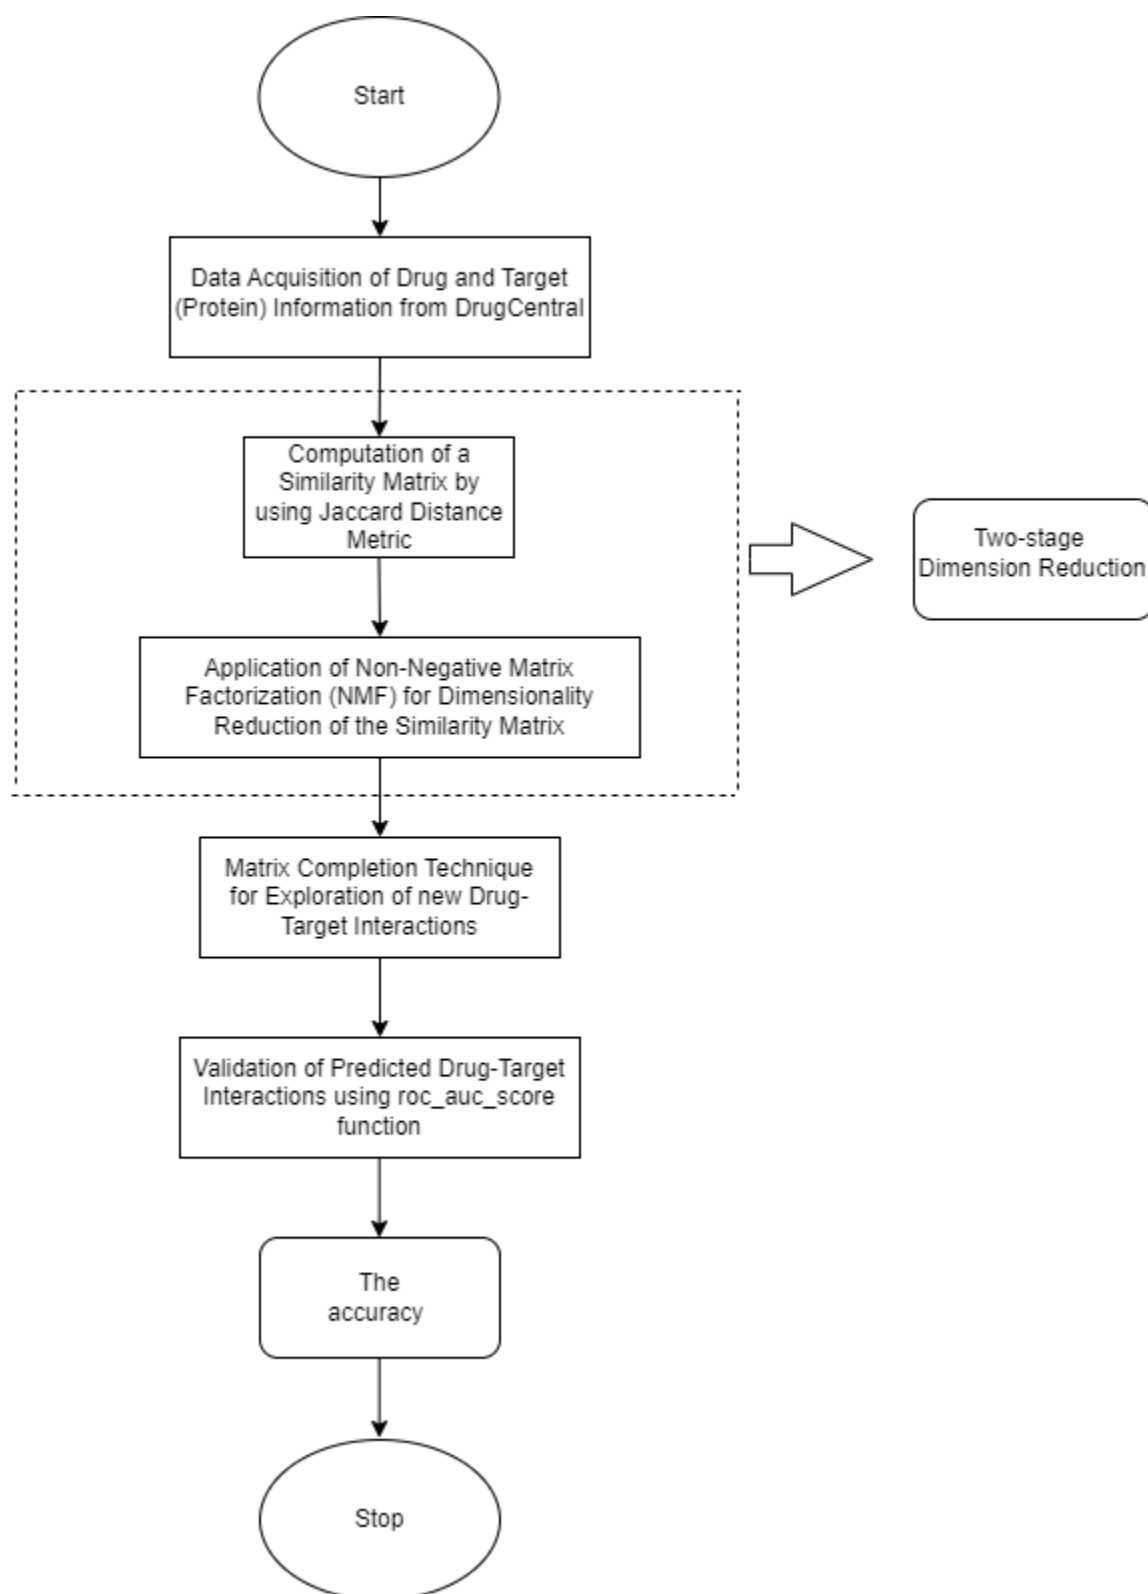 Start
Data Acquisition of Drug and Target
(Protein) Information from DrugCentral
Computation of a
Similarity Matrix by
using Jaccard Distance
Metric
Two-stage
Dimension Reduction
Application of Non-Negative Matrix
Factorization (NMF) for Dimensionality
Reduction of the Similarity Matrix
Matrix Completion Technique
for Exploration of new Drug-
Target Interactions
Validation of Predicted Drug-Target
Interactions using roc_auc_score
function
The
accuracy
Stop